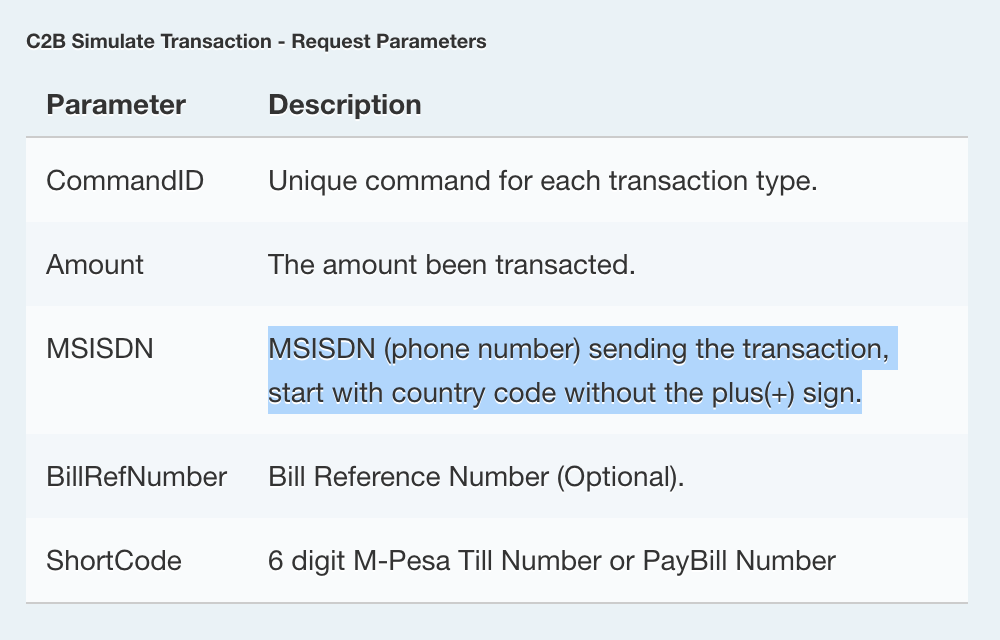 C2B Simulate Transaction - Request Parameters
Parameter Description
CommandID Unique command for each transaction type.
Amount The amount been transacted.
MSISDN MSISDN (phone number) sending the transaction,
start with country code without the plus(+) sign.
BillRefNumber Bill Reference Number (Optional).
ShortCode 6 digit M-Pesa Till Number or PayBill Number